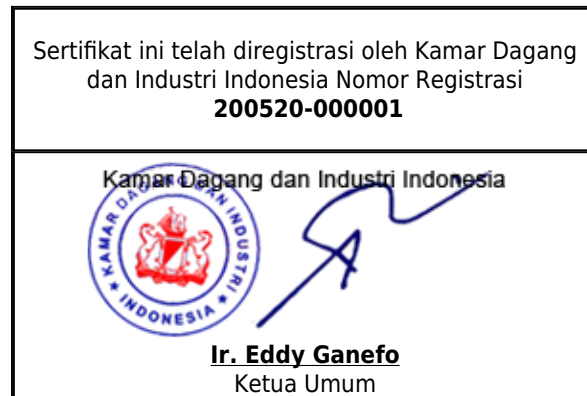 Sertifikat ini telah diregistrasi oleh Kamar Dagang
dan Industri Indonesia Nomor Registrasi
200520-000001
Kamar Dagang dan Industri Indonesia
KAMAR DAGANG DAN INDUSTRI
* INDONESIA *
Ir. Eddy Ganefo
Ketua Umum